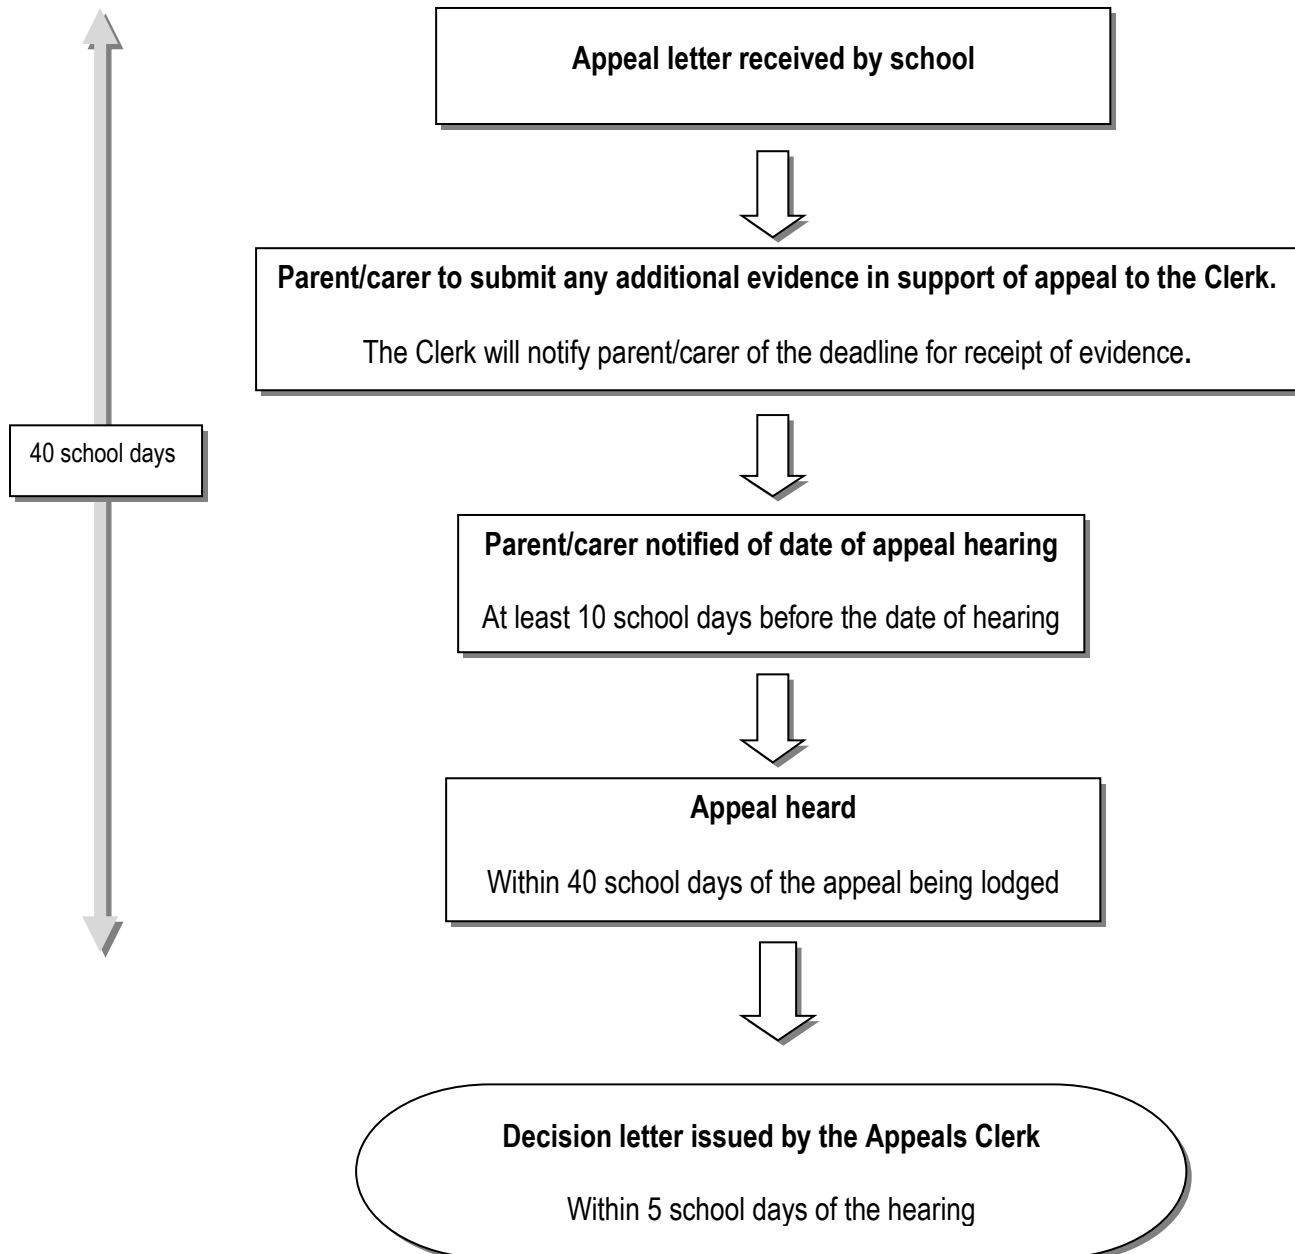 Appeal letter received by school
Parent/carer to submit any additional evidence in support of appeal to the Clerk.
The Clerk will notify parent/carer of the deadline for receipt of evidence.
40 school days
Parent/carer notified of date of appeal hearing
At least 10 school days before the date of hearing
Appeal heard
Within 40 school days of the appeal being lodged
Decision letter issued by the Appeals Clerk
Within 5 school days of the hearing